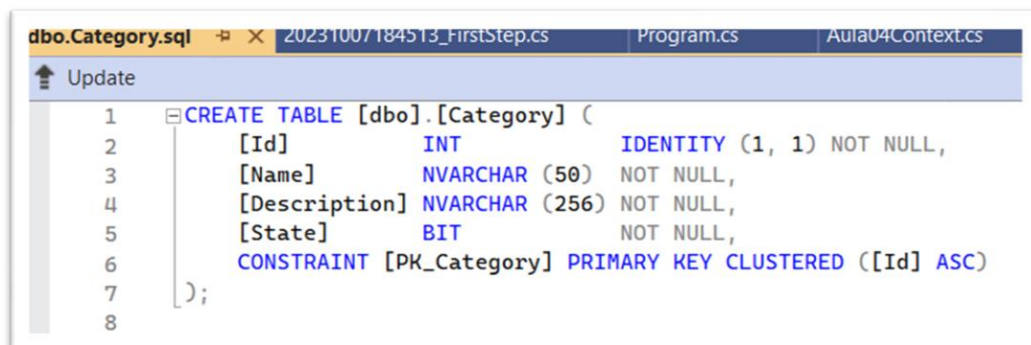 dbo.Category.sql 20231007184513_FirstStep.cs Program.cs Aula04Context.cs
Update
1 CREATE TABLE [dbo].[Category] (
2 [Id] INT IDENTITY (1, 1) NOT NULL,
3 [Name] NVARCHAR (50) NOT NULL,
4 [Description] NVARCHAR (256) NOT NULL,
5 [State] BIT NOT NULL,
6 CONSTRAINT [PK_Category] PRIMARY KEY CLUSTERED ([Id] ASC)
7 );
8